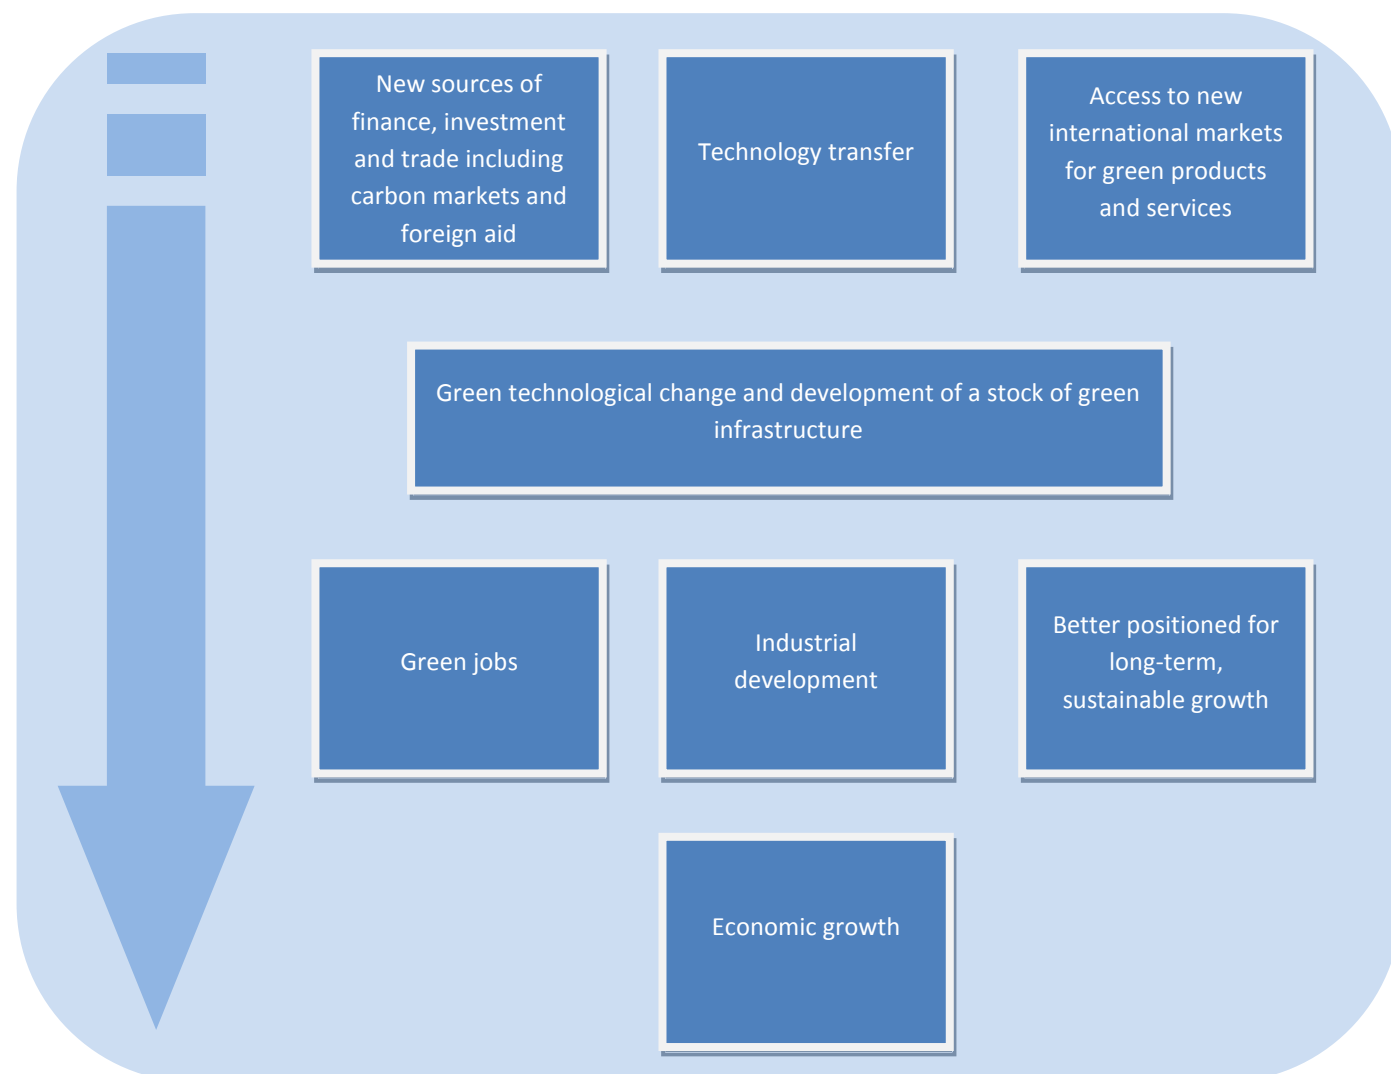 New sources of
finance, investment
and trade including
carbon markets and
foreign aid
Technology transfer
Access to new
international markets
for green products
and services
Green technological change and development of a stock of green
infrastructure
Green jobs
Industrial
development
Better positioned for
long-term,
sustainable growth
Economic growth